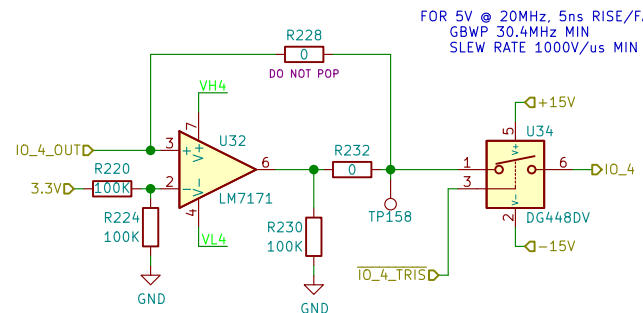 FOR 5V @ 20MHz, 5ns RISE/FA
GBWP 30.4MHz MIN
SLEW RATE 1000V/us MIN
R228
0
DO NOT POP
VH4
+15V
7
U32
5
U34
IO_4_OUT
3
+
V+
R232
V+
R220
6
0
1
6
IO_4
3.3V
100K
2
-
V-
LM7171
3
4
R224
100K
R230
100K
TP158
V-
2
DG448DV
VL4
-15V
IO_4_TRIS
GND
GND